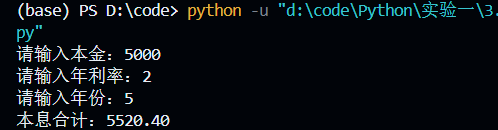 (base) PS D:\code> python -u "d:\code\Python\实验一\3.
py"
请输入本金：5000
请输入年利率：2
请输入年份：5
本息合计：5520.40